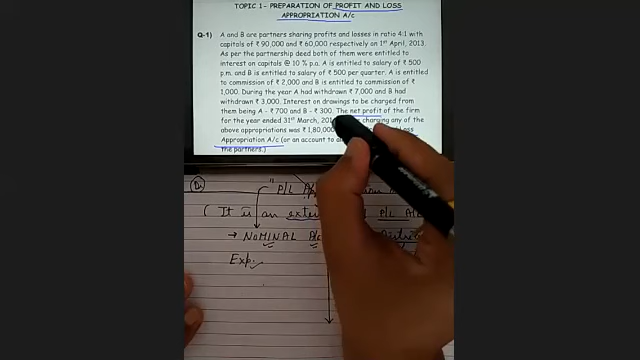 TOPIC 1- PREPARATION OF PROFIT AND LOSS
APPROPRIATION A/c
Q-1) A and B are partners sharing profits and losses in ratio 4:1 with
capitals of ₹ 90,000 and ₹ 60,000 respectively on 1st April, 2013.
As per the partnership deed both of them were entitled to
interest on capitals @ 10 % p.a. A is entitled to salary of ₹ 500
p.m. and B is entitled to salary of ₹ 500 per quarter. A is entitled
to commission of ₹ 2,000 and B is entitled to commission of ₹
1,000. During the year A had withdrawn ₹ 7,000 and B had
withdrawn ₹ 3,000. Interest on drawings to be charged from
them being A - ₹ 700 and B - ₹ 300. The net profit of the firm
for the year ended 31st March, charging any of the
above appropriations was ₹ 1,80,000 Loss
Appropriation A/c (or an account to
the partners.)
" P/L
( It is an P/L
→ NOMINAL A/c
Exp.